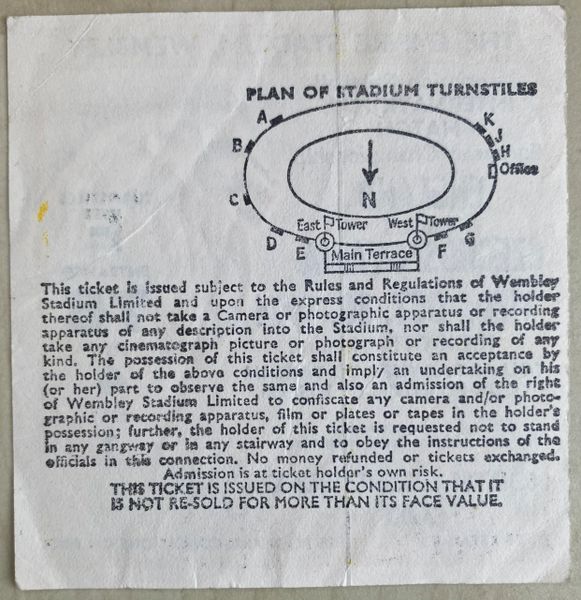 PLAN OF STADIUM TURNSTILES
A
K
J
B
H
Office
N
C
East Tower
West Tower
D
E
F
G
Main Terrace
This ticket is issued subject to the Rules and Regulations of Wembley
Stadium Limited and upon the express conditions that the holder
thereof shall not take a Camera or photographic apparatus or recording
apparatus of any description into the Stadium, nor shall the holder
take any cinematograph picture or photograph or recording of any
kind. The possession of this ticket shall constitute an acceptance by
the holder of the above conditions and imply an undertaking on his
(or her) part to observe the same and also an admission of the right
of Wembley Stadium Limited to confiscate any camera and/or photo-
graphic or recording apparatus, film or plates or tapes in the holder's
possession; further, the holder of this ticket is requested not to stand
in any gangway or in any stairway and to obey the instructions of the
officials in this connection. No money refunded or tickets exchanged.
Admission is at ticket holder's own risk.
THIS TICKET IS ISSUED ON THE CONDITION THAT IT
IS NOT RE-SOLD FOR MORE THAN ITS FACE VALUE.